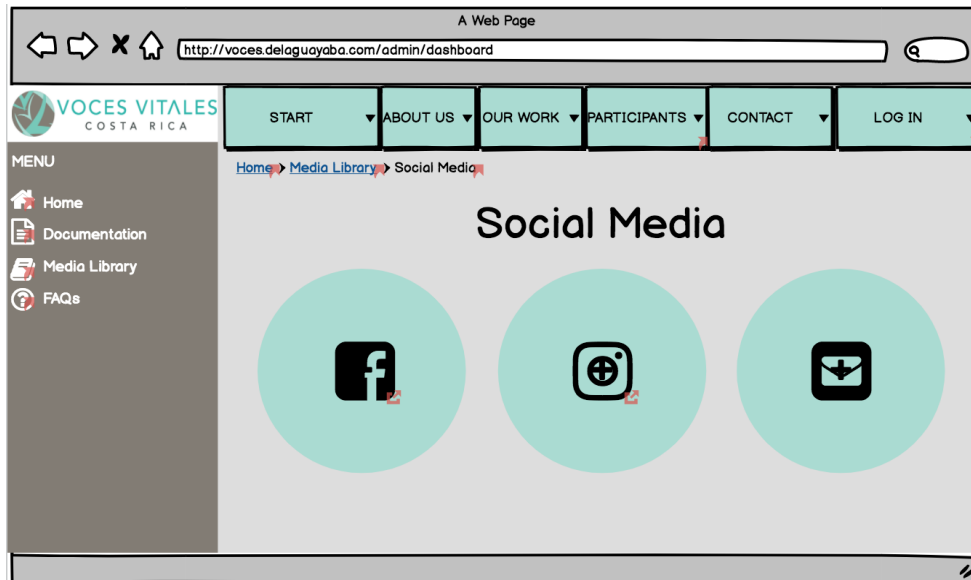 A Web Page
http://voces.delaguayaba.com/admin/dashboard
VOCES VITALES
COSTA RICA
START
ABOUT US
OUR WORK
PARTICIPANTS
CONTACT
LOG IN
MENU
Home
Documentation
Media Library
FAQs
Home > Media Library > Social Media
Social Media